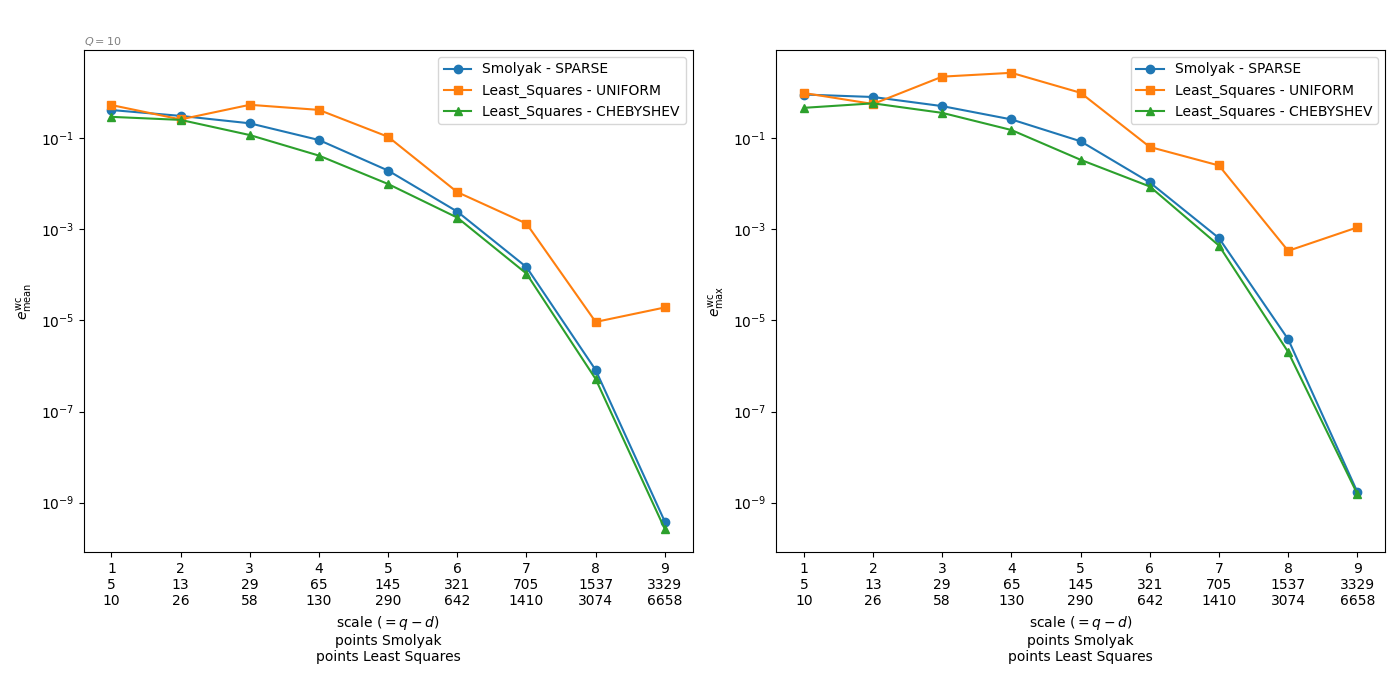 Q = 10
Smolyak - SPARSE
Least_Squares - UNIFORM
Least_Squares - CHEBYSHEV
10^{-1}
10^{-3}
10^{-5}
10^{-7}
10^{-9}
e^{wc}_{mean}
1 2 3 4 5 6 7 8 9
5 13 29 65 145 321 705 1537 3329
10 26 58 130 290 642 1410 3074 6658
scale (= q − d)
points Smolyak
points Least Squares
Smolyak - SPARSE
Least_Squares - UNIFORM
Least_Squares - CHEBYSHEV
10^{-1}
10^{-3}
10^{-5}
10^{-7}
10^{-9}
e^{wc}_{max}
1 2 3 4 5 6 7 8 9
5 13 29 65 145 321 705 1537 3329
10 26 58 130 290 642 1410 3074 6658
scale (= q − d)
points Smolyak
points Least Squares